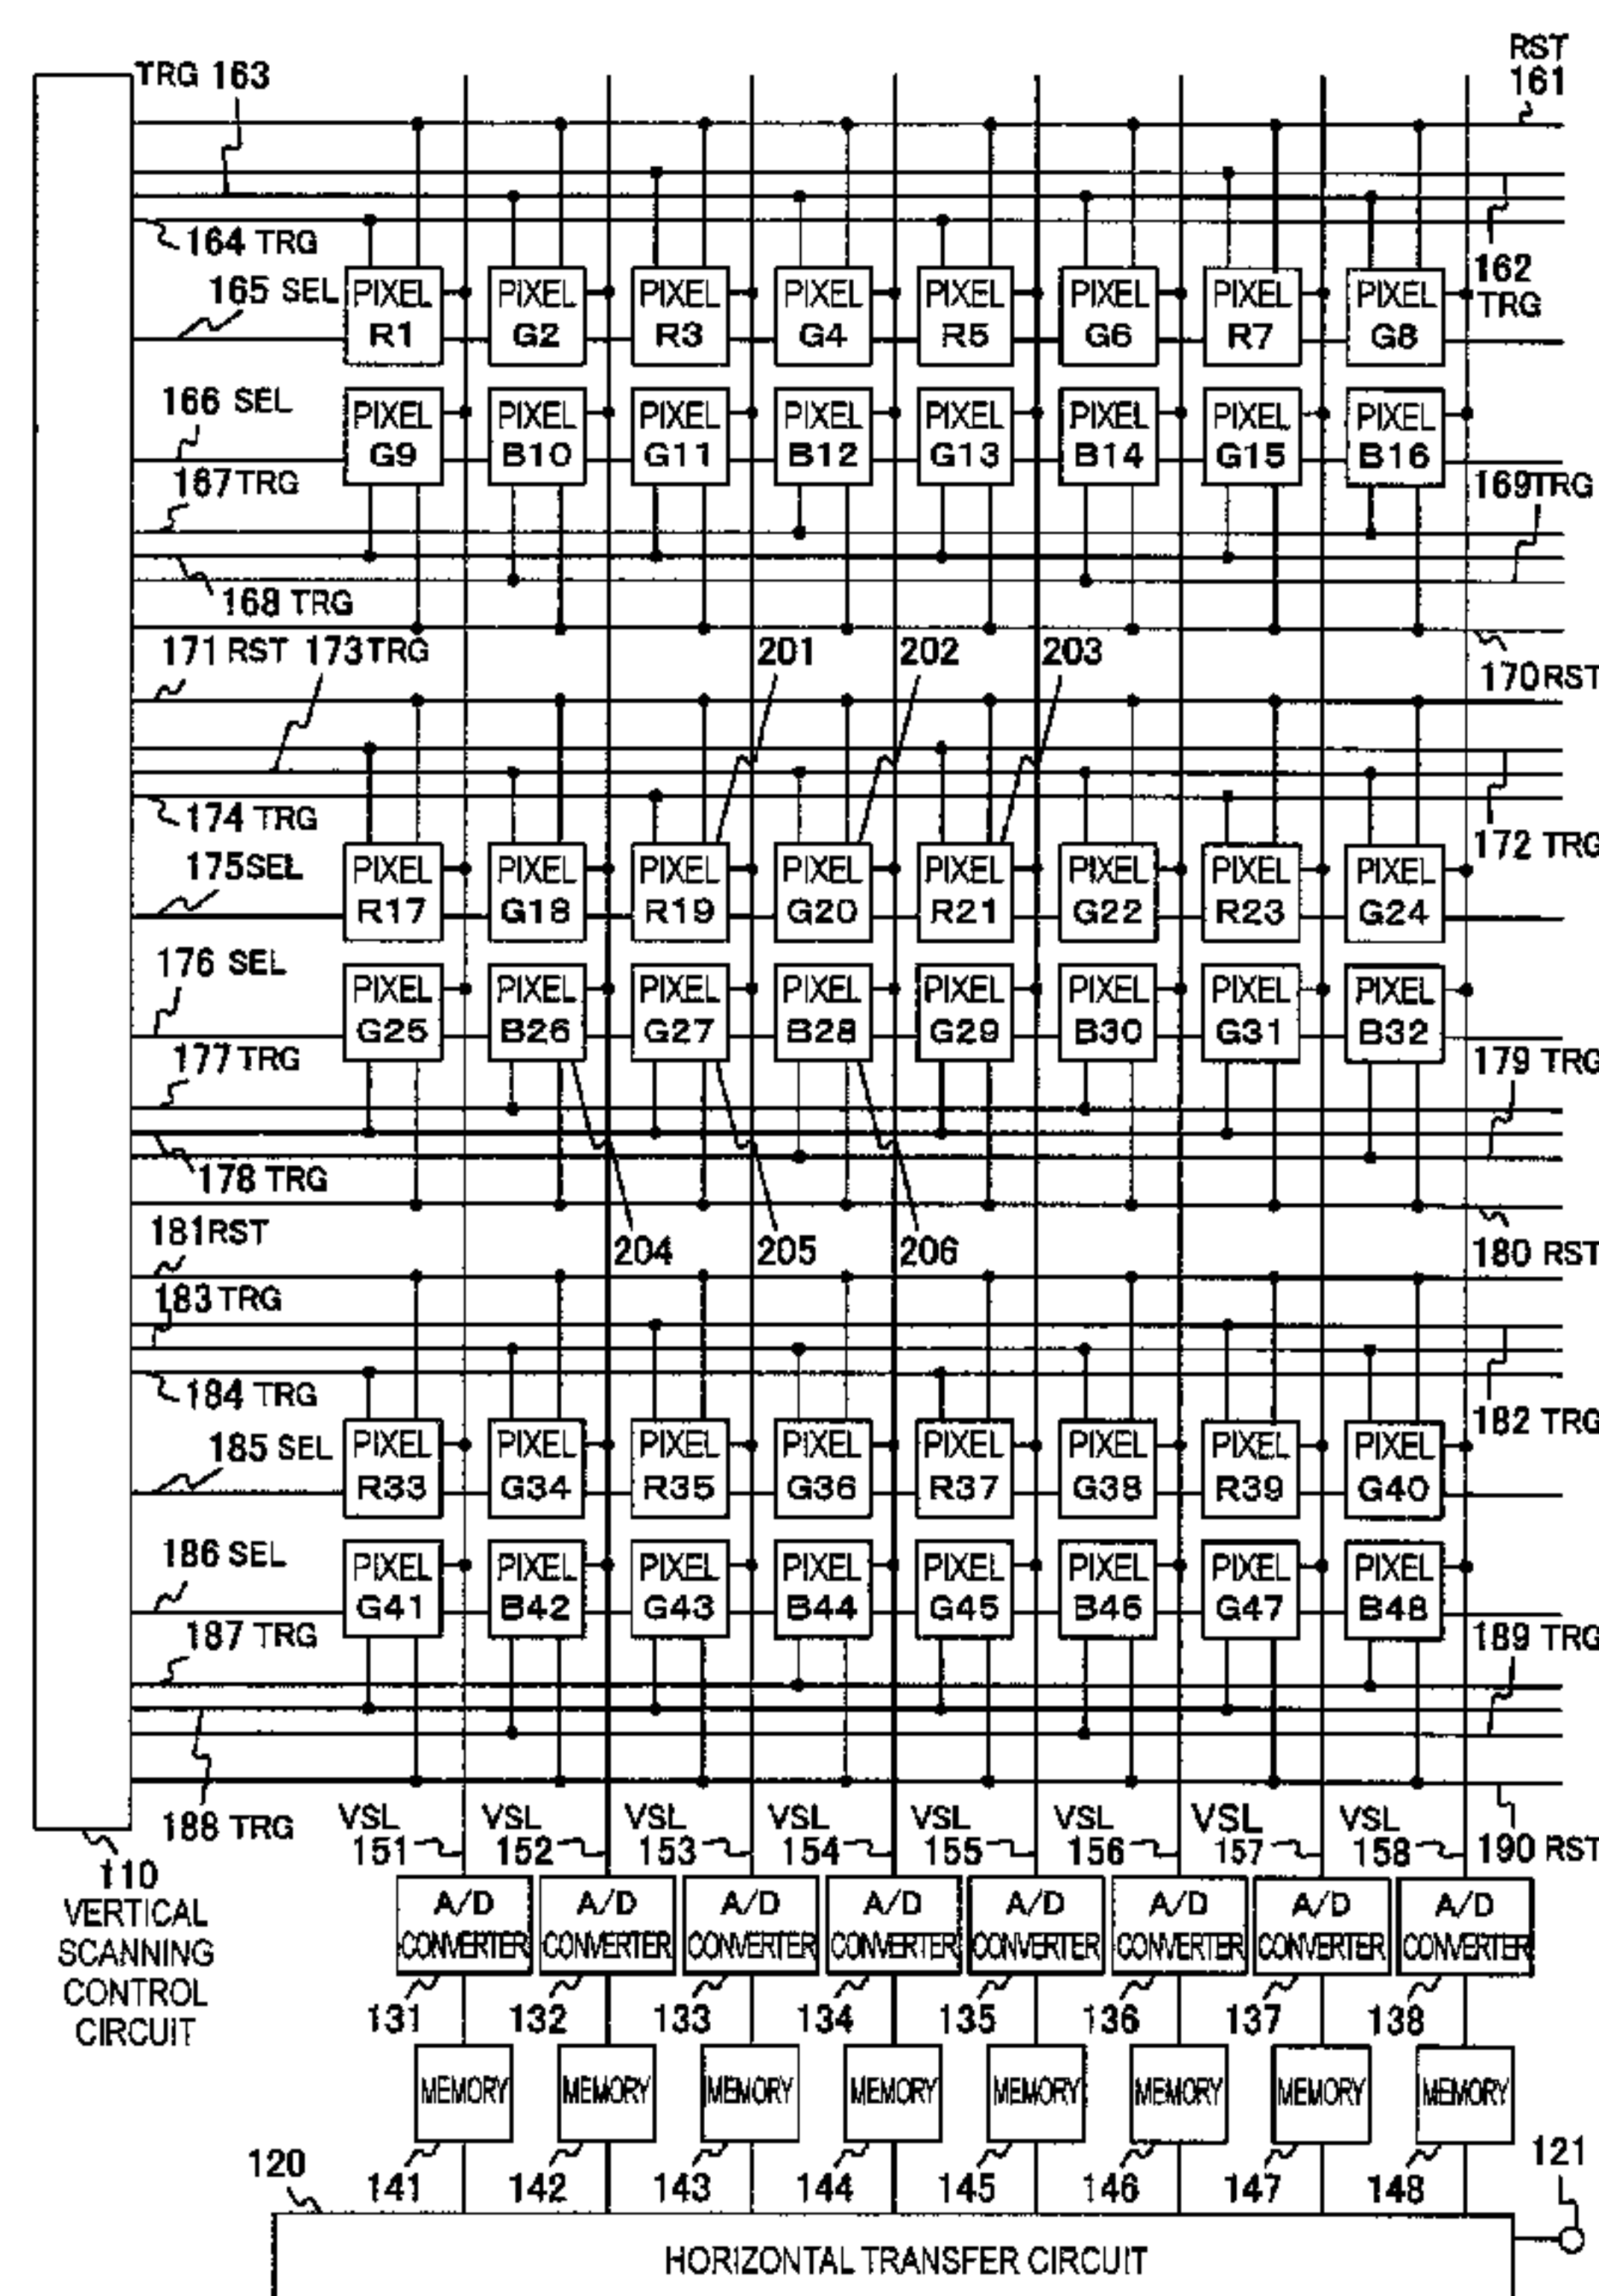 RST
TRG 163
161
164 TRG
162
TRG
165 SEL
PIXEL R1 PIXEL G2 PIXEL R3 PIXEL G4 PIXEL R5 PIXEL G6 PIXEL R7 PIXEL G8
166 SEL
PIXEL G9 PIXEL B10 PIXEL G11 PIXEL B12 PIXEL G13 PIXEL B14 PIXEL G15 PIXEL B16
167 TRG
169 TRG
168 TRG
171 RST 173 TRG 201 202 203
170 RST
174 TRG
172 TRG
175 SEL
PIXEL R17 PIXEL G18 PIXEL R19 PIXEL G20 PIXEL R21 PIXEL G22 PIXEL R23 PIXEL G24
176 SEL
PIXEL G25 PIXEL B26 PIXEL G27 PIXEL B28 PIXEL G29 PIXEL B30 PIXEL G31 PIXEL B32
177 TRG
179 TRG
178 TRG
181 RST
204 205 206
180 RST
183 TRG
184 TRG
182 TRG
185 SEL
PIXEL R33 PIXEL G34 PIXEL R35 PIXEL G36 PIXEL R37 PIXEL G38 PIXEL R39 PIXEL G40
186 SEL
PIXEL G41 PIXEL B42 PIXEL G43 PIXEL B44 PIXEL G45 PIXEL B46 PIXEL G47 PIXEL B48
187 TRG
189 TRG
188 TRG
VSL VSL VSL VSL VSL VSL VSL VSL
151 152 153 154 155 156 157 158
190 RST
110
VERTICAL
SCANNING
CONTROL
CIRCUIT
A/D A/D A/D A/D A/D A/D A/D A/D
CONVERTER CONVERTER CONVERTER CONVERTER CONVERTER CONVERTER CONVERTER CONVERTER
131 132 133 134 135 136 137 138
MEMORY MEMORY MEMORY MEMORY MEMORY MEMORY MEMORY MEMORY
120
141 142 143 144 145 146 147 148
121
HORIZONTAL TRANSFER CIRCUIT